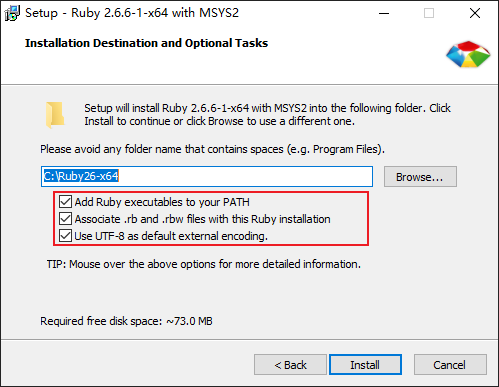 Setup - Ruby 2.6.6-1-x64 with MSYS2
Installation Destination and Optional Tasks
Setup will install Ruby 2.6.6-1-x64 with MSYS2 into the following folder. Click
Install to continue or click Browse to use a different one.
Please avoid any folder name that contains spaces (e.g. Program Files).
C:\Ruby26-x64
Browse...
Add Ruby executables to your PATH
Associate .rb and .rbw files with this Ruby installation
Use UTF-8 as default external encoding.
TIP: Mouse over the above options for more detailed information.
Required free disk space: ~73.0 MB
< Back
Install
Cancel